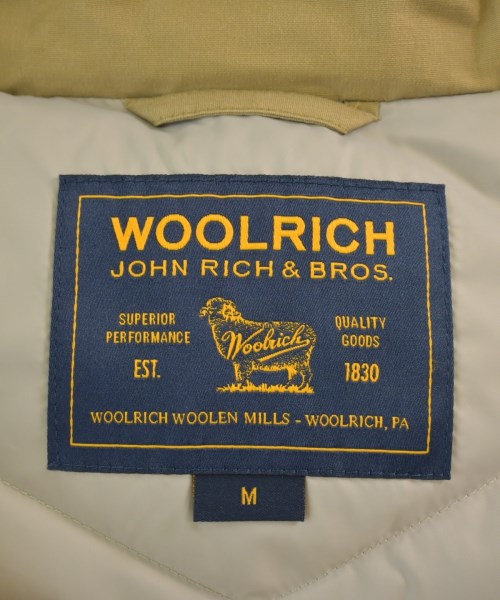 WOOLRICH
JOHN RICH & BROS.
SUPERIOR PERFORMANCE
EST.
Woolrich
QUALITY GOODS
1830
WOOLRICH WOOLEN MILLS - WOOLRICH, PA
M